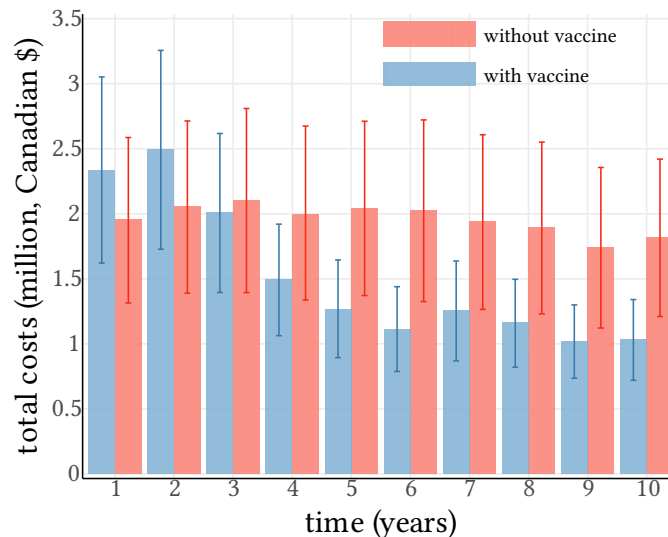 3.5
3
2.5
2
1.5
1
0.5
0
total costs (million, Canadian $)
without vaccine
with vaccine
1 2 3 4 5 6 7 8 9 10
time (years)